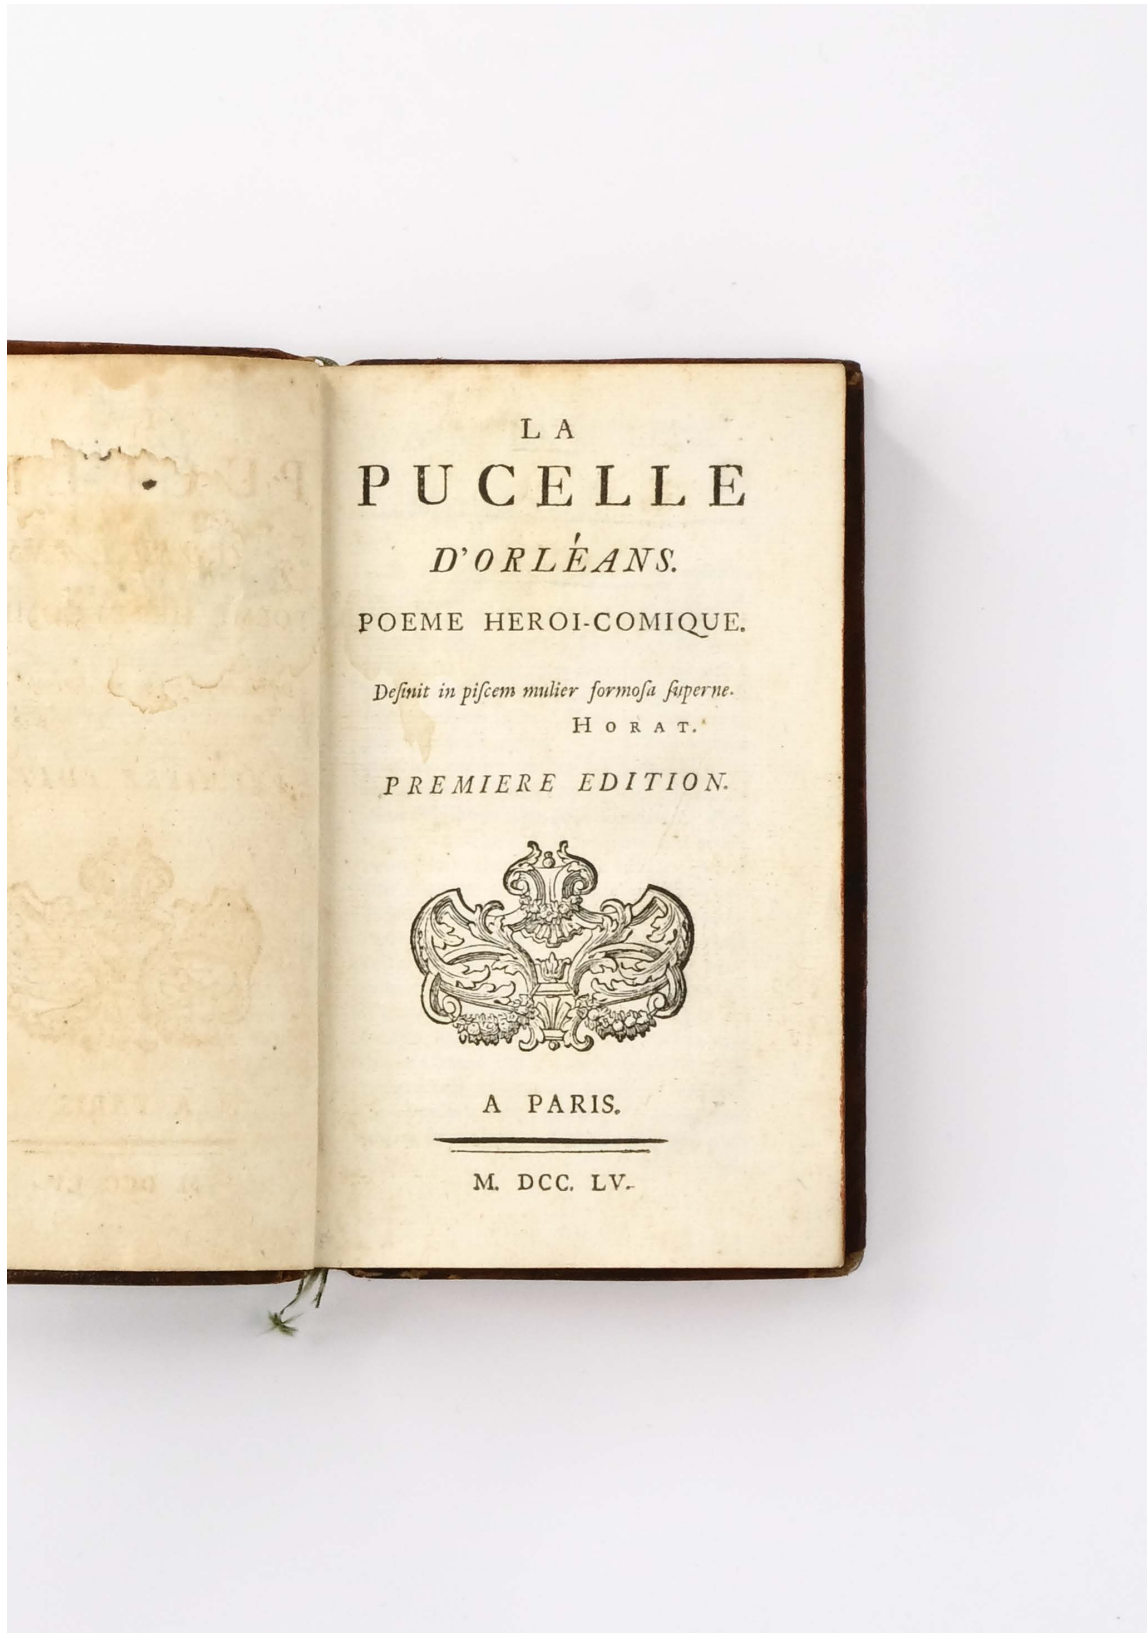 LA
PUCELLE
D'ORLÉANS.
POEME HEROI-COMIQUE.
Deſinit in piſcem mulier formoſa ſuperne.
HORAT.
PREMIERE EDITION.
A PARIS.
M. DCC. LV.